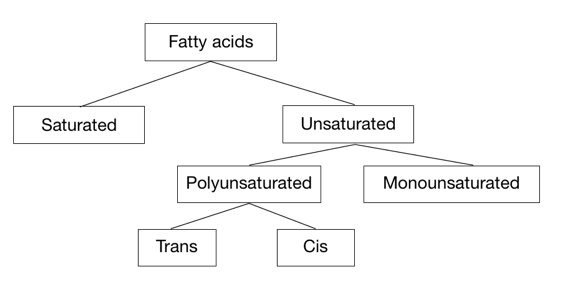 Fatty acids
Saturated
Unsaturated
Polyunsaturated
Monounsaturated
Trans
Cis